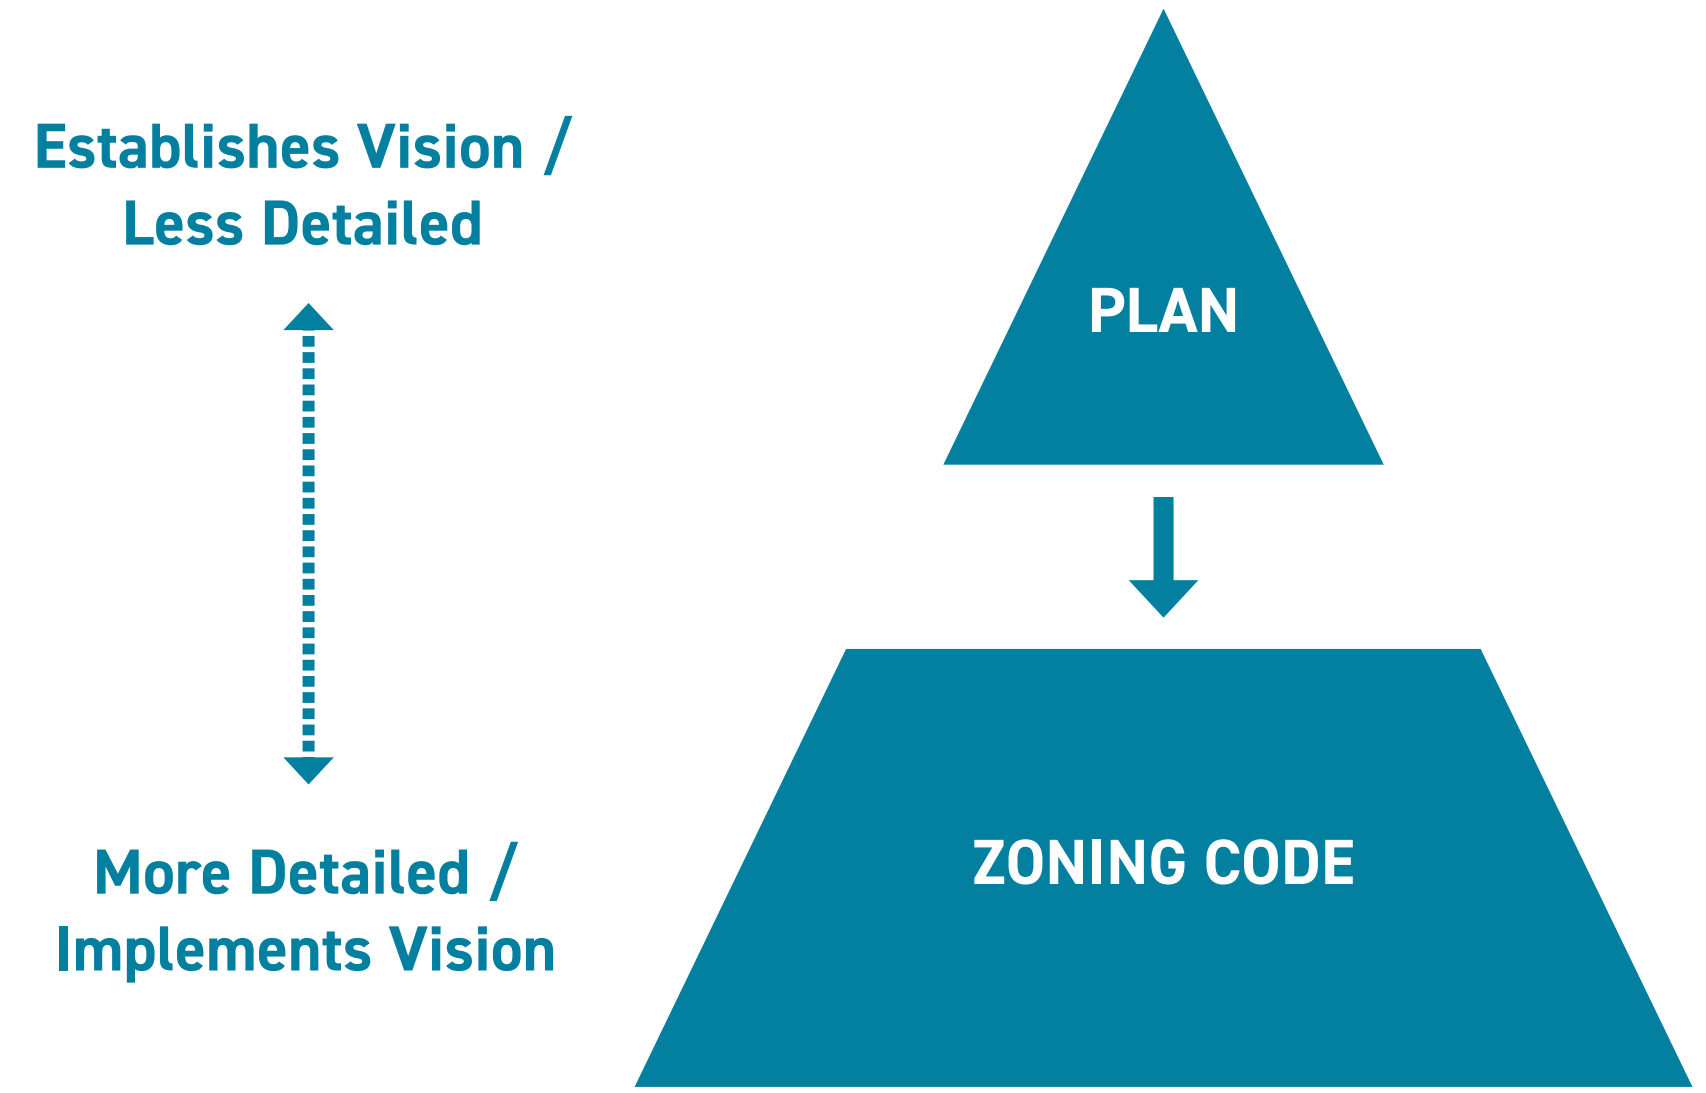 Establishes Vision /
Less Detailed
PLAN
More Detailed /
Implements Vision
ZONING CODE